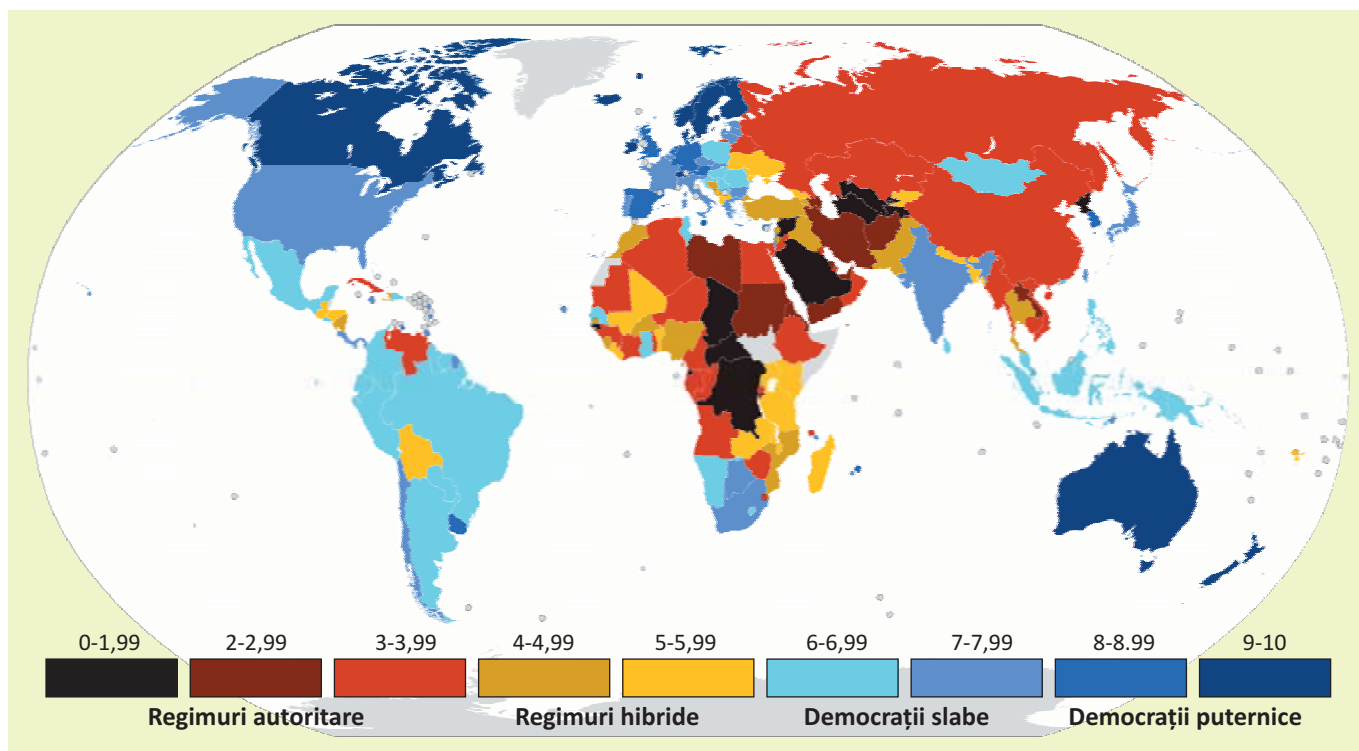 0-1,99 2-2,99 3-3,99 4-4,99 5-5,99 6-6,99 7-7,99 8-8.99 9-10
Regimuri autoritare Regimuri hibride Democrații slabe Democrații puternice